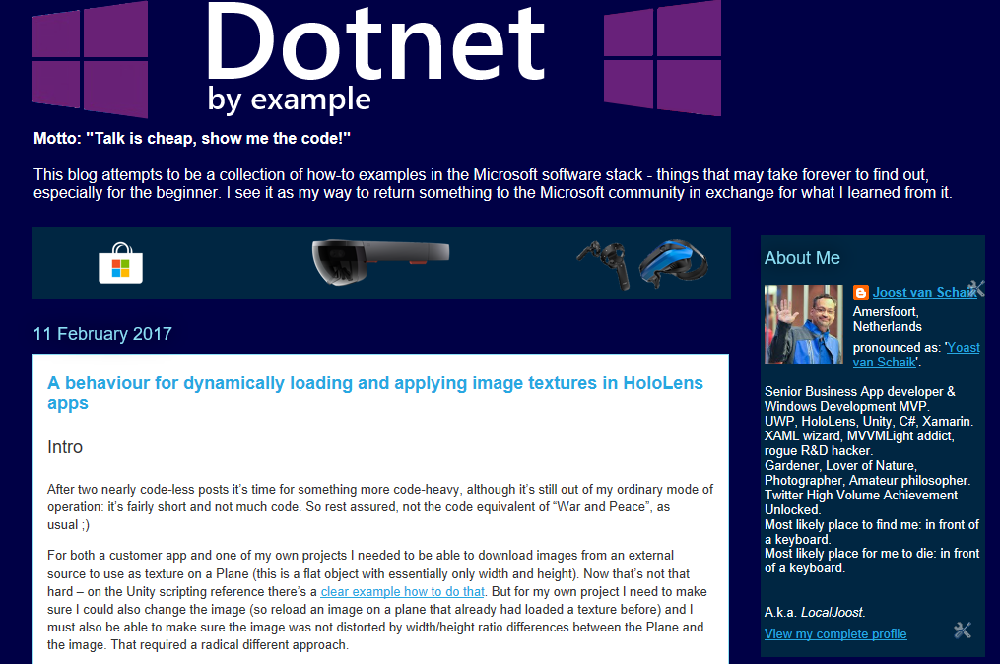 Dotnet
by example
Motto: "Talk is cheap, show me the code!"
This blog attempts to be a collection of how-to examples in the Microsoft software stack - things that may take forever to find out,
especially for the beginner. I see it as my way to return something to the Microsoft community in exchange for what I learned from it.
11 February 2017
A behaviour for dynamically loading and applying image textures in HoloLens
apps
Intro
After two nearly code-less posts it’s time for something more code-heavy, although it’s still out of my ordinary mode of
operation: it’s fairly short and not much code. So rest assured, not the code equivalent of “War and Peace”, as
usual ;)
For both a customer app and one of my own projects I needed to be able to download images from an external
source to use as texture on a Plane (this is a flat object with essentially only width and height). Now that’s not that
hard – on the Unity scripting reference there’s a clear example how to do that. But for my own project I need to make
sure I could also change the image (so reload an image on a plane that already had loaded a texture before) and I
must also be able to make sure the image was not distorted by width/height ratio differences between the Plane and
the image. That required a radical different approach.
About Me
Joost van Schaik
Amersfoort,
Netherlands
pronounced as: 'Yoast
van Schaik'.
Senior Business App developer &
Windows Development MVP.
UWP, HoloLens, Unity, C#, Xamarin.
XAML wizard, MVVMLight addict,
rogue R&D hacker.
Gardener, Lover of Nature,
Photographer, Amateur philosopher.
Twitter High Volume Achievement
Unlocked.
Most likely place to find me: in front of
a keyboard.
Most likely place for me to die: in front
of a keyboard.
A.k.a. LocalJoost.
View my complete profile